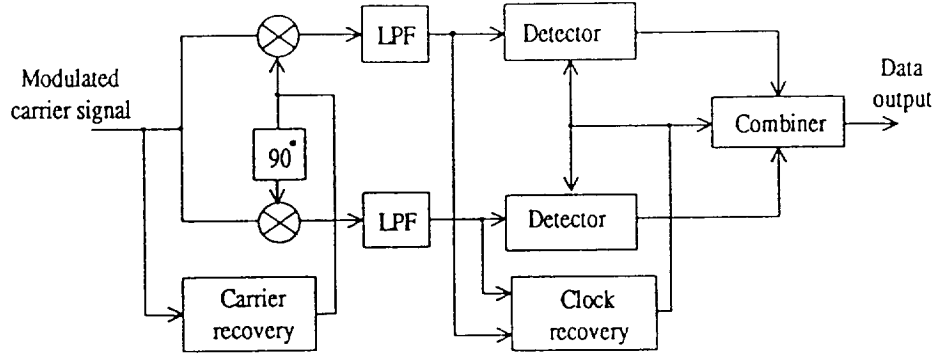 LPF
Detector
Modulated
carrier signal
Data
output
Combiner
90°
LPF
Detector
Carrier
recovery
Clock
recovery